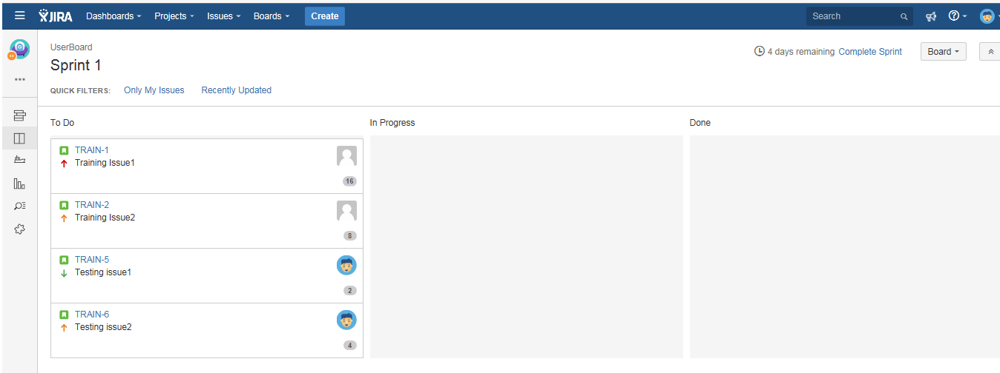 JIRA Dashboards Projects Issues Boards Create Search
UserBoard
Sprint 1
4 days remaining Complete Sprint Board
QUICK FILTERS: Only My Issues Recently Updated
To Do In Progress Done
TRAIN-1
Training Issue1
16
TRAIN-2
Training Issue2
8
TRAIN-5
Testing issue1
2
TRAIN-6
Testing issue2
4